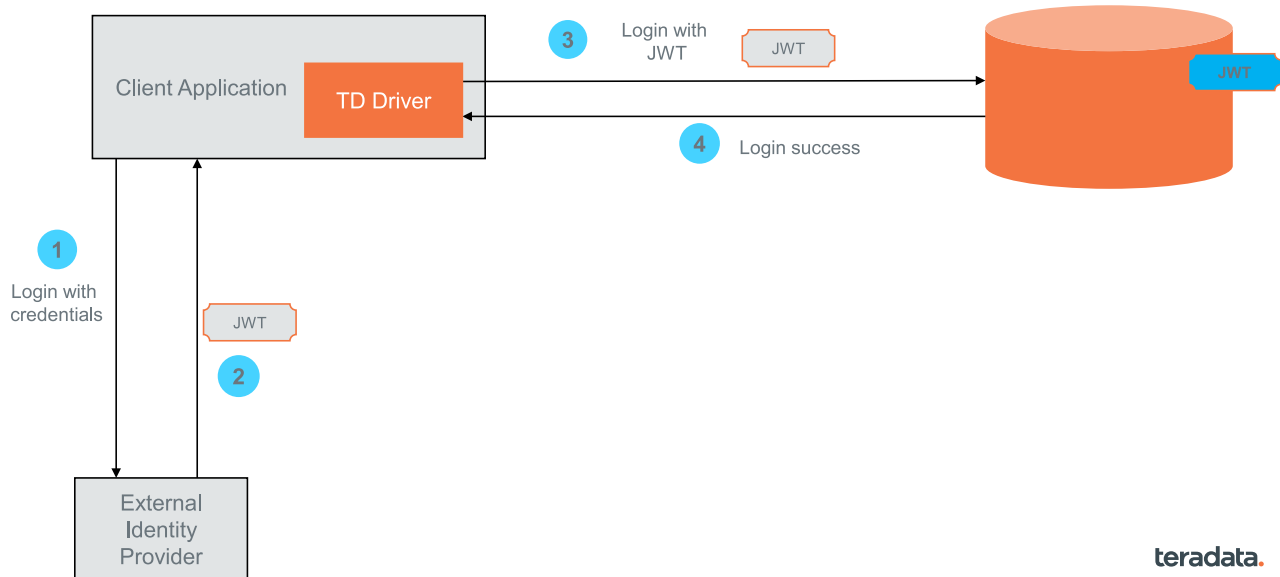 Client Application
TD Driver
3
Login with
JWT
JWT
JWT
4
Login success
1
Login with
credentials
JWT
2
External
Identity
Provider
teradata.